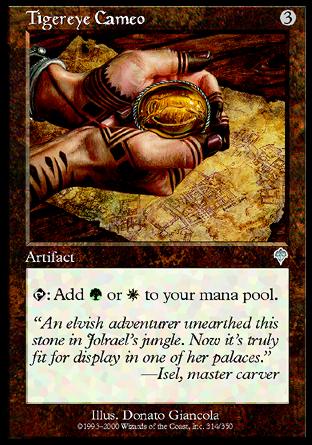 Tigereye Cameo 3
Artifact
: Add or to your mana pool.
“An elvish adventurer unearthed this
stone in Jolrael’s jungle. Now it’s truly
fit for display in one of her palaces.”
—Isel, master carver
Illus. Donato Giancola
©1993–2000 Wizards of the Coast, Inc. 314/350